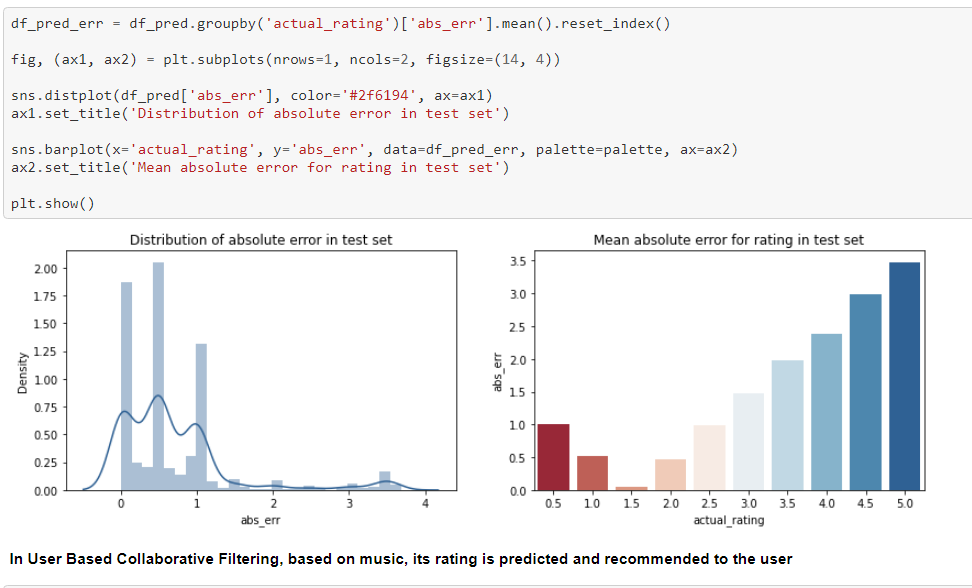 df_pred_err = df_pred.groupby('actual_rating')['abs_err'].mean().reset_index()
fig, (ax1, ax2) = plt.subplots(nrows=1, ncols=2, figsize=(14, 4))
sns.distplot(df_pred['abs_err'], color='#2f6194', ax=ax1)
ax1.set_title('Distribution of absolute error in test set')
sns.barplot(x='actual_rating', y='abs_err', data=df_pred_err, palette=palette, ax=ax2)
ax2.set_title('Mean absolute error for rating in test set')
plt.show()
Distribution of absolute error in test set
2.00
1.75
1.50
1.25
1.00
0.75
0.50
0.25
0.00
Density
0 1 2 3 4
abs_err
Mean absolute error for rating in test set
3.5
3.0
2.5
2.0
1.5
1.0
0.5
0.0
abs_err
0.5 1.0 1.5 2.0 2.5 3.0 3.5 4.0 4.5 5.0
actual_rating
In User Based Collaborative Filtering, based on music, its rating is predicted and recommended to the user